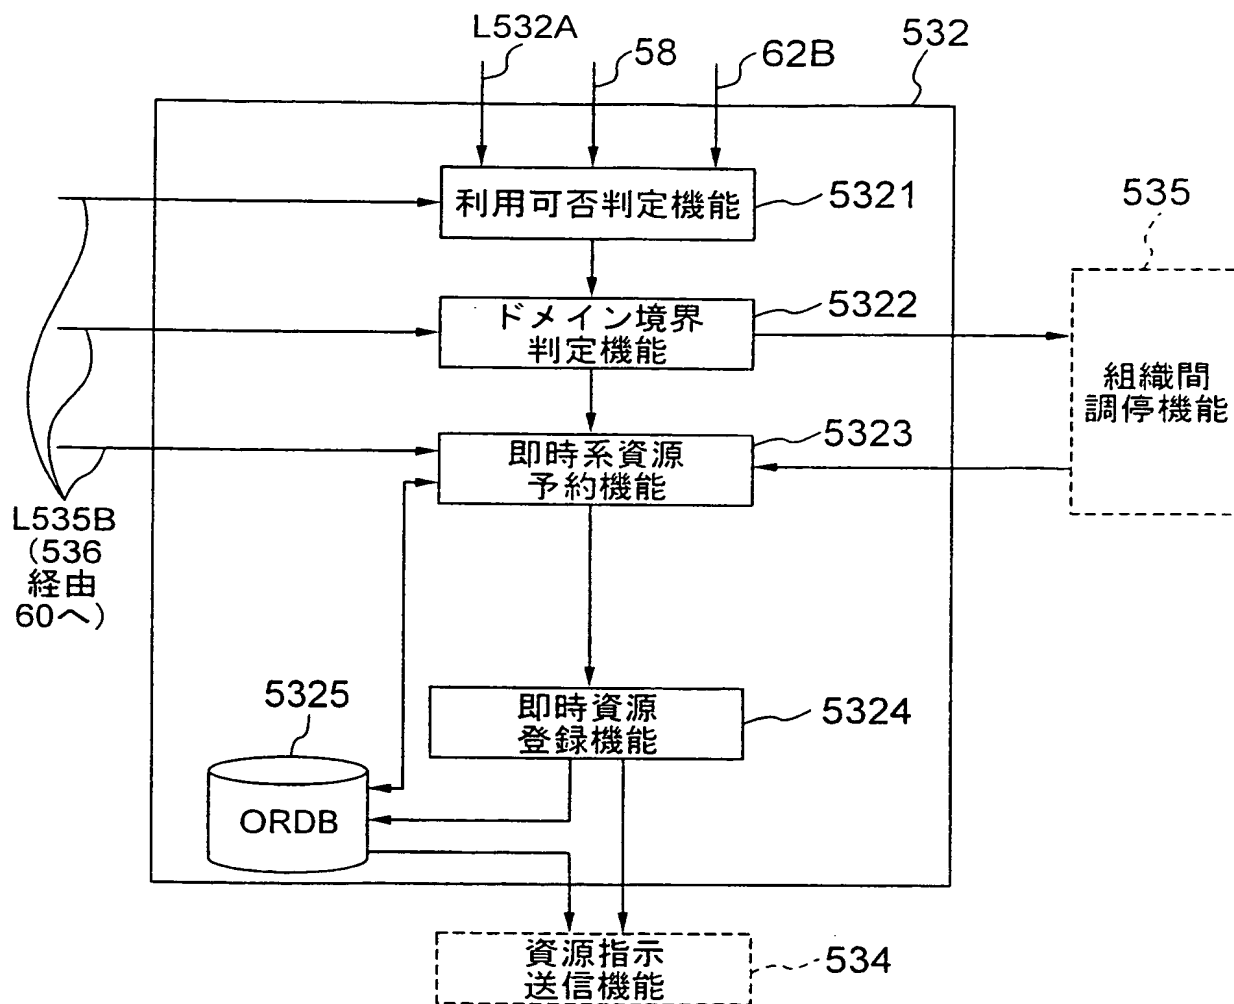 L532A
58
62B
532
利用可否判定機能
5321
535
ドメイン境界
判定機能
5322
組織間
調停機能
即時系資源
予約機能
5323
L535B
(536
経由
60へ)
5325
即時資源
登録機能
5324
ORDB
資源指示
送信機能
534